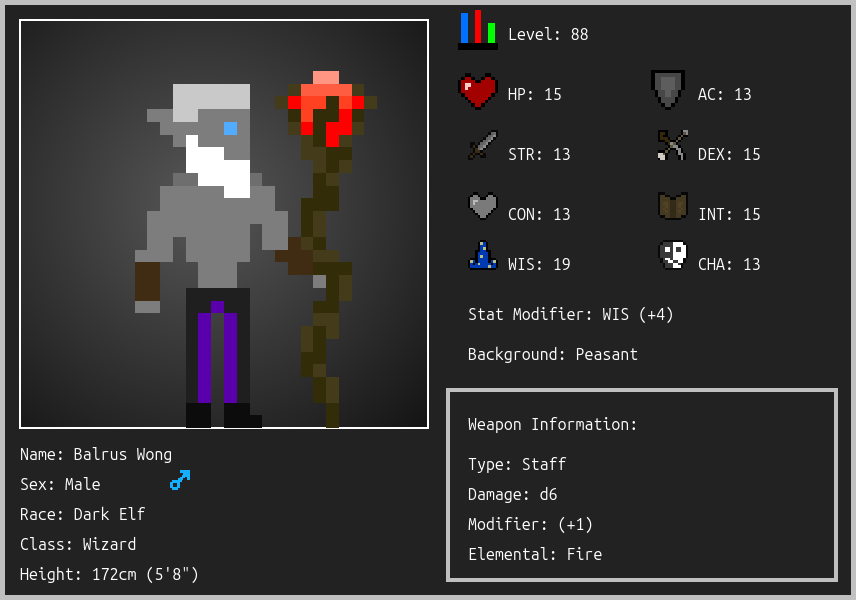 Level: 88
HP: 15
AC: 13
STR: 13
DEX: 15
CON: 13
INT: 15
WIS: 19
CHA: 13
Stat Modifier: WIS (+4)
Background: Peasant
Weapon Information:
Type: Staff
Damage: d6
Modifier: (+1)
Elemental: Fire
Name: Balrus Wong
Sex: Male
Race: Dark Elf
Class: Wizard
Height: 172cm (5'8")